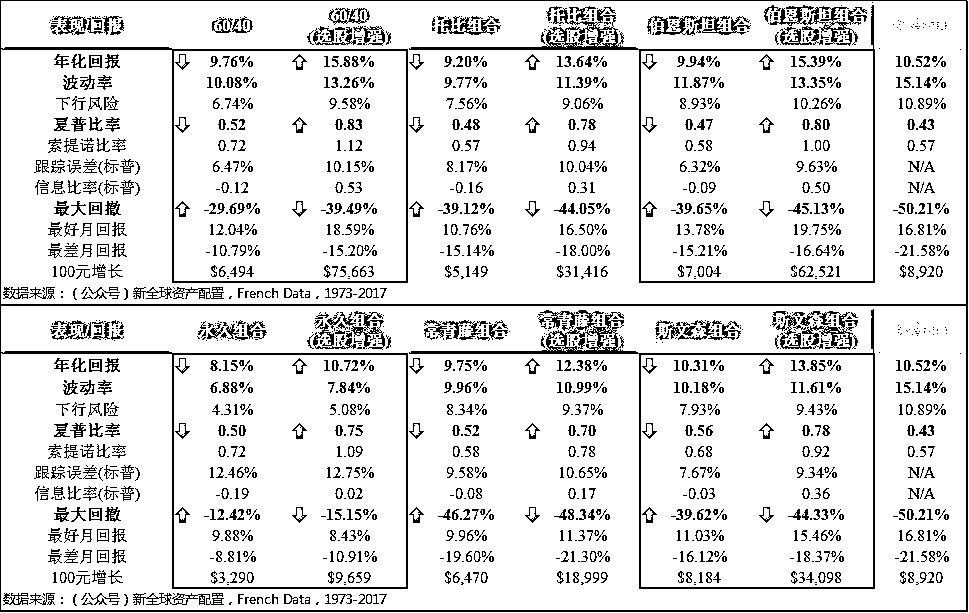 表现/回报 60/40 60/40 (选股增强) 托比组合 托比组合 (选股增强) 伯恩斯坦组合 伯恩斯坦组合 (选股增强)
年化回报 9.76% 15.88% 9.20% 13.64% 9.94% 15.39% 10.52%
波动率 10.08% 13.26% 9.77% 11.39% 11.87% 13.35% 15.14%
下行风险 6.74% 9.58% 7.56% 9.06% 8.93% 10.26% 10.89%
夏普比率 0.52 0.83 0.48 0.78 0.47 0.80 0.43
索提诺比率 0.72 1.12 0.57 0.94 0.58 1.00 0.57
跟踪误差(标普) 6.47% 10.15% 8.17% 10.04% 6.32% 9.63% N/A
信息比率(标普) -0.12 0.53 -0.16 0.31 -0.09 0.50 N/A
最大回撤 -29.69% -39.49% -39.12% -44.05% -39.65% -45.13% -50.21%
最好月回报 12.04% 18.59% 10.76% 16.50% 13.78% 19.75% 16.81%
最差月回报 -10.79% -15.20% -15.14% -18.00% -15.21% -16.64% -21.58%
100元增长 $6,494 $75,663 $5,149 $31,416 $7,004 $62,521 $8,920
数据来源：（公众号）新全球资产配置，French Data，1973-2017
表现/回报 永久组合 永久组合 (选股增强) 常青藤组合 常青藤组合 (选股增强) 斯文森组合 斯文森组合 (选股增强)
年化回报 8.15% 10.72% 9.75% 12.38% 10.31% 13.85% 10.52%
波动率 6.88% 7.84% 9.96% 10.99% 10.18% 11.61% 15.14%
下行风险 4.31% 5.08% 8.34% 9.37% 7.93% 9.43% 10.89%
夏普比率 0.50 0.75 0.52 0.70 0.56 0.78 0.43
索提诺比率 0.72 1.09 0.58 0.78 0.68 0.92 0.57
跟踪误差(标普) 12.46% 12.75% 9.58% 10.65% 7.67% 9.34% N/A
信息比率(标普) -0.19 0.02 -0.08 0.17 -0.03 0.36 N/A
最大回撤 -12.42% -15.15% -46.27% -48.34% -39.62% -44.33% -50.21%
最好月回报 9.88% 8.43% 9.96% 11.37% 11.03% 15.46% 16.81%
最差月回报 -8.81% -10.91% -19.60% -21.30% -16.12% -18.37% -21.58%
100元增长 $3,290 $9,659 $6,470 $18,999 $8,184 $34,098 $8,920
数据来源：（公众号）新全球资产配置，French Data，1973-2017